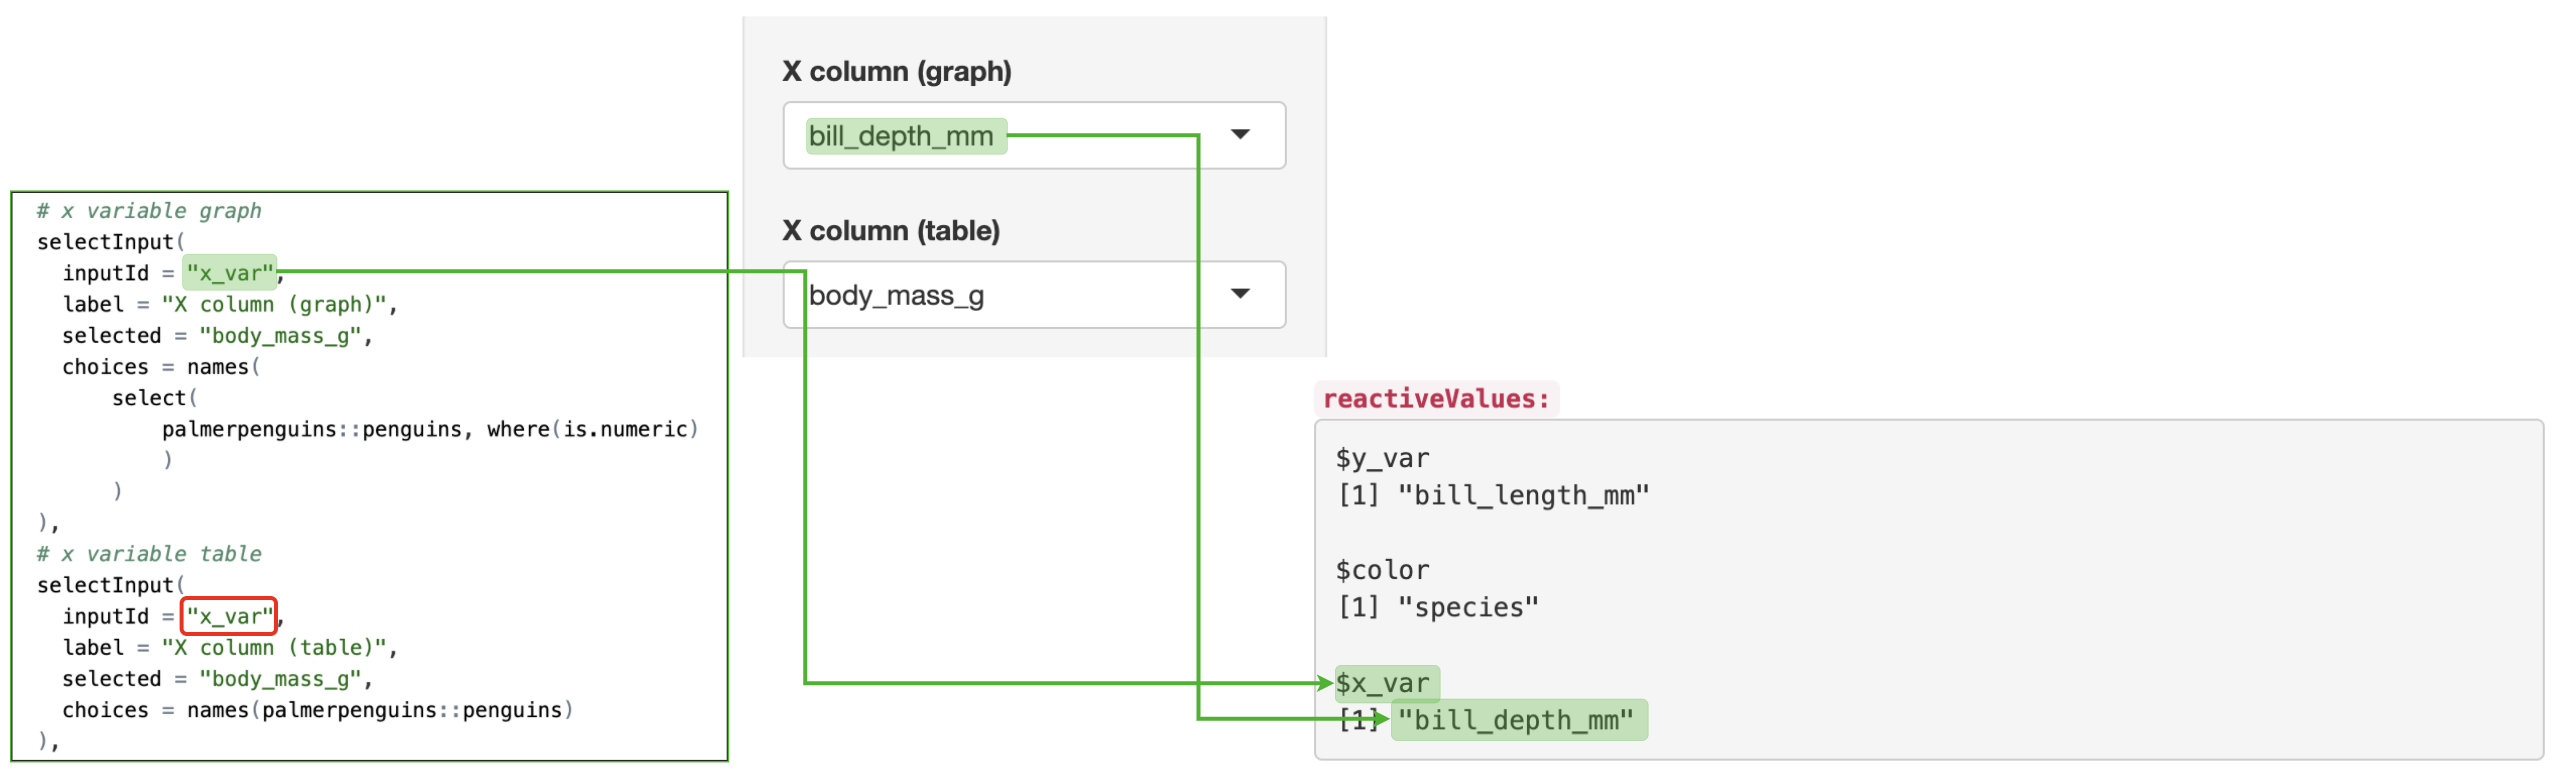 # x variable graph
selectInput(
inputId = "x_var",
label = "X column (graph)",
selected = "body_mass_g",
choices = names(
select(
palmerpenguins::penguins, where(is.numeric)
)
)
),
# x variable table
selectInput(
inputId = "x_var",
label = "X column (table)",
selected = "body_mass_g",
choices = names(palmerpenguins::penguins)
),
X column (graph)
bill_depth_mm
X column (table)
body_mass_g
reactiveValues:
$y_var
[1] "bill_length_mm"
$color
[1] "species"
$x_var
[1] "bill_depth_mm"